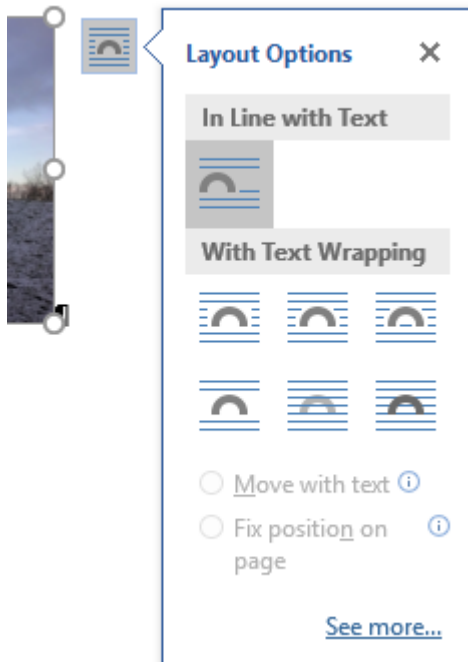 Layout Options
In Line with Text
With Text Wrapping
Move with text
Fix position on
page
See more...